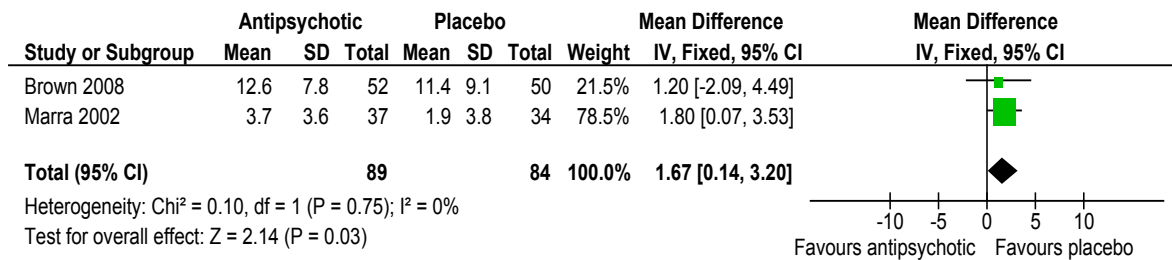 Antipsychotic Placebo Mean Difference Mean Difference
Study or Subgroup Mean SD Total Mean SD Total Weight IV, Fixed, 95% CI IV, Fixed, 95% CI
Brown 2008 12.6 7.8 52 11.4 9.1 50 21.5% 1.20 [-2.09, 4.49]
Marra 2002 3.7 3.6 37 1.9 3.8 34 78.5% 1.80 [0.07, 3.53]
Total (95% CI) 89 84 100.0% 1.67 [0.14, 3.20]
Heterogeneity: Chi² = 0.10, df = 1 (P = 0.75); I² = 0%
Test for overall effect: Z = 2.14 (P = 0.03)
-10 -5 0 5 10
Favours antipsychotic Favours placebo